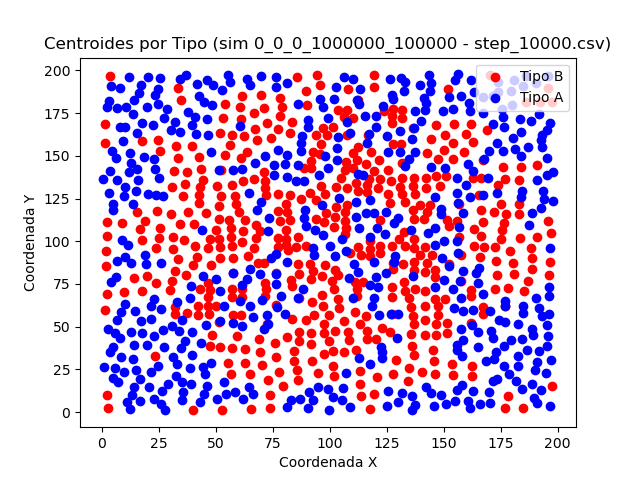 Centroides por Tipo (sim 0_0_0_1000000_100000 - step_10000.csv)
200
175
150
125
100
75
50
25
0
Coordenada Y
Tipo B
Tipo A
0 25 50 75 100 125 150 175 200
Coordenada X